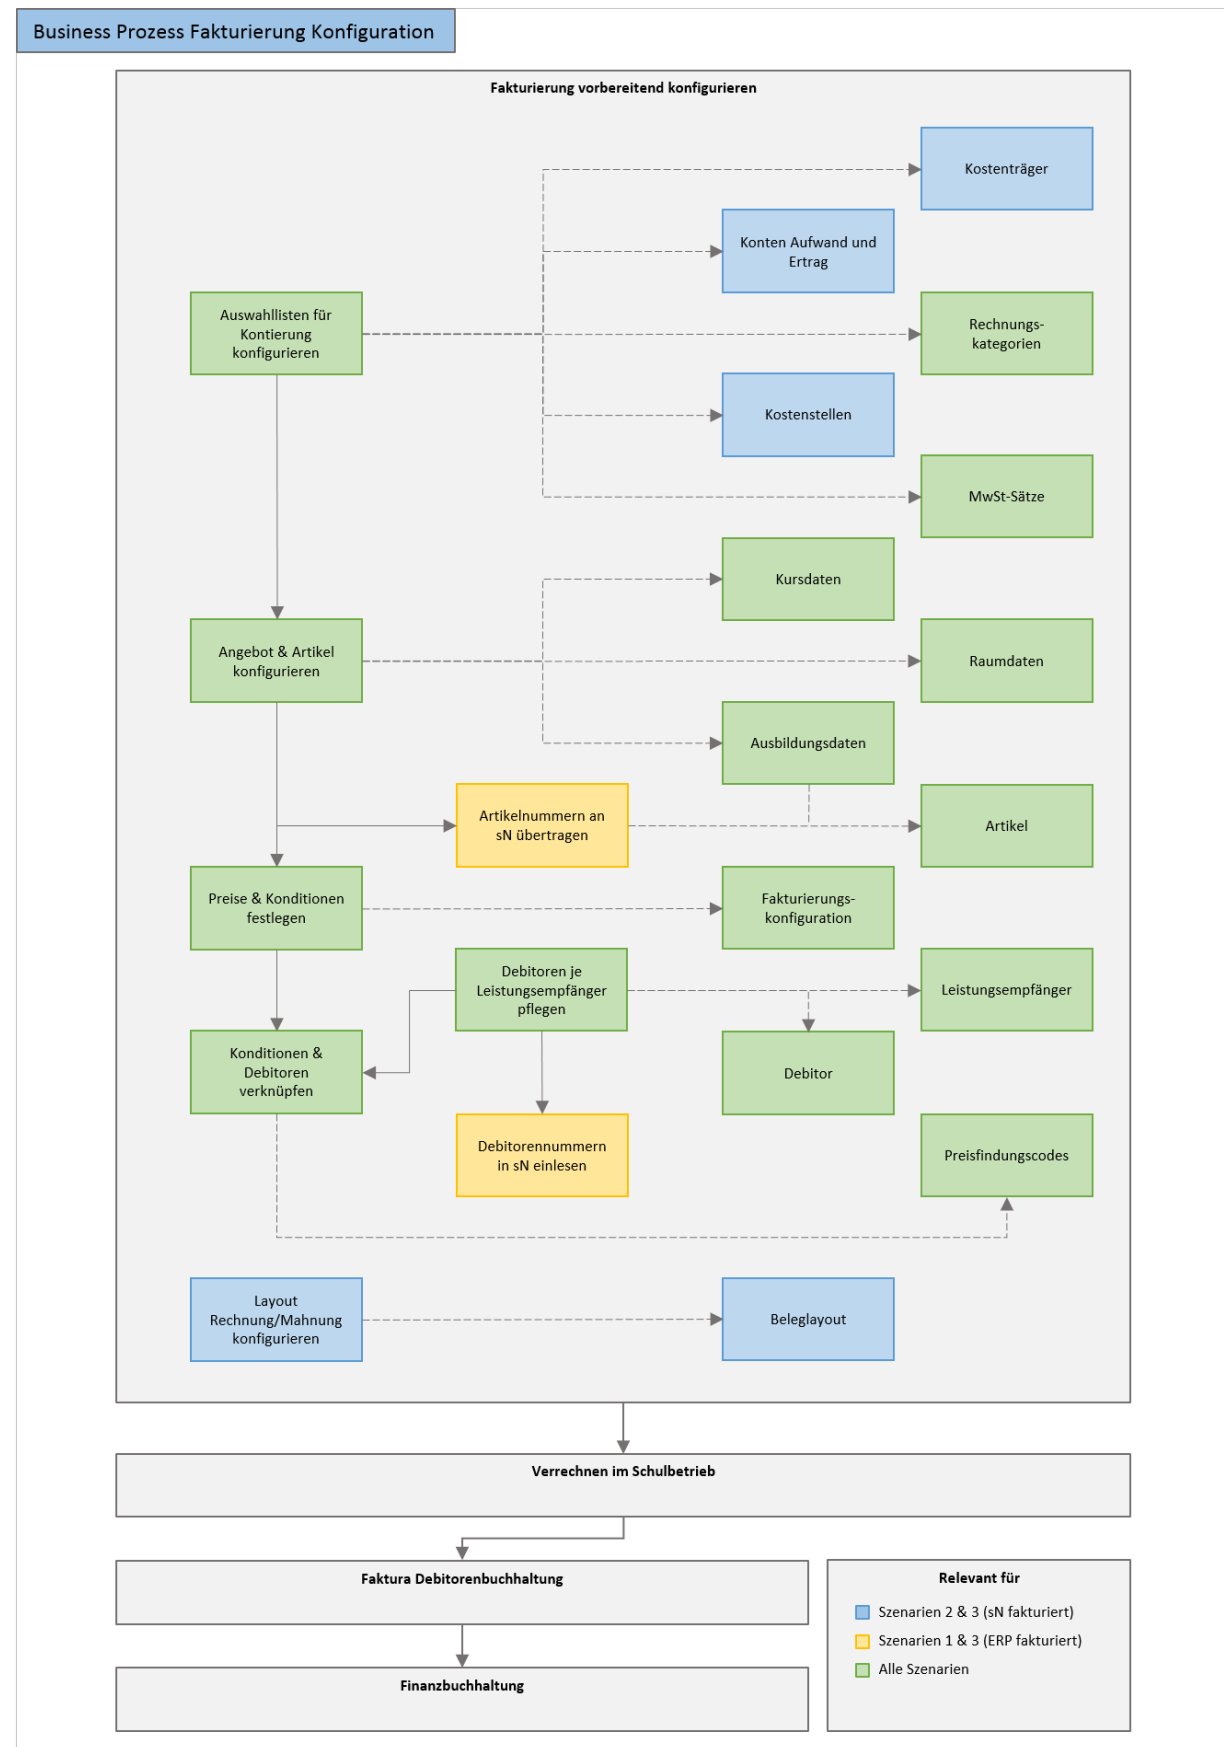 Business Prozess Fakturierung Konfiguration
Fakturierung vorbereitend konfigurieren
Kostenträger
Konten Aufwand und
Ertrag
Auswahllisten für
Kontierung
konfigurieren
Rechnungs-
kategorien
Kostenstellen
MwSt-Sätze
Kursdaten
Angebot & Artikel
konfigurieren
Raumdaten
Ausbildungsdaten
Artikelnummern an
sN übertragen
Artikel
Preise & Konditionen
festlegen
Fakturierungs-
konfiguration
Debitoren je
Leistungsempfänger
pflegen
Leistungsempfänger
Konditionen &
Debitoren
verknüpfen
Debitor
Debitorennummern
in sN einlesen
Preisfindungscodes
Layout
Rechnung/Mahnung
konfigurieren
Beleglayout
Verrechnen im Schulbetrieb
Faktura Debitorenbuchhaltung
Finanzbuchhaltung
Relevant für
Szenarien 2 & 3 (sN fakturiert)
Szenarien 1 & 3 (ERP fakturiert)
Alle Szenarien